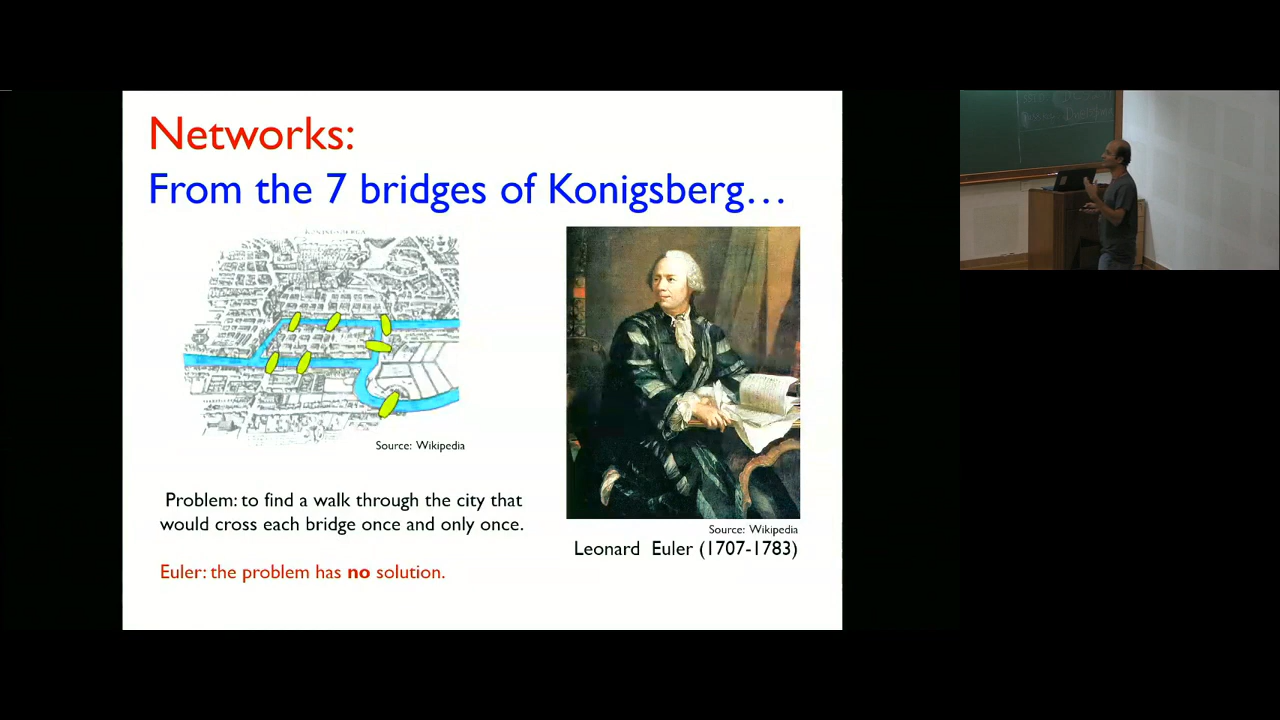 Networks:
From the 7 bridges of Konigsberg...
KONINGSBERGA
Source: Wikipedia
Problem: to find a walk through the city that
would cross each bridge once and only once.
Euler: the problem has no solution.
Source: Wikipedia
Leonard Euler (1707-1783)